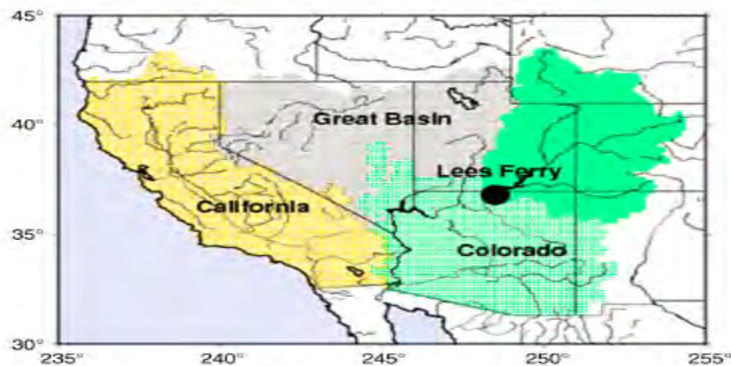 45°
Great Basin
40°
Lees Ferry
California
35°
Colorado
30°
235° 240° 245° 250° 255°